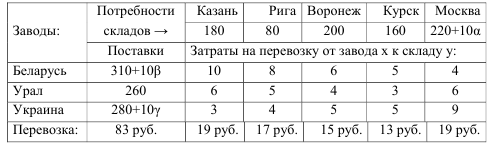 Заводы: Потребности складов → Казань Рига Воронеж Курск Москва
180 80 200 160 220+10α
Поставки Затраты на перевозку от завода x к складу y:
Беларусь 310+10β 10 8 6 5 4
Урал 260 6 5 4 3 6
Украина 280+10γ 3 4 5 5 9
Перевозка: 83 руб. 19 руб. 17 руб. 15 руб. 13 руб. 19 руб.